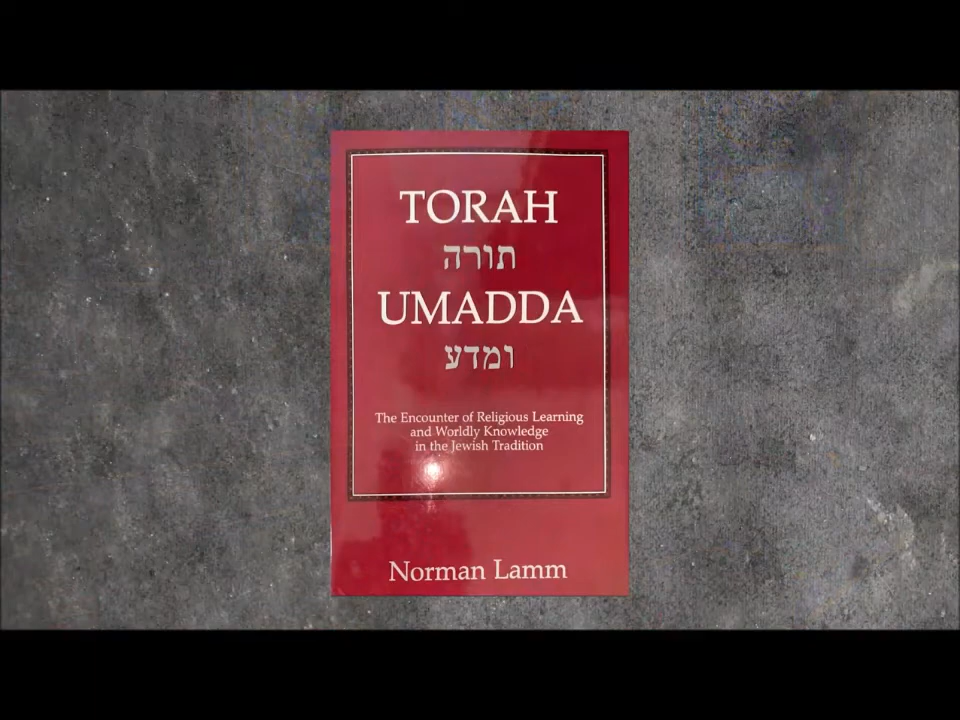 TORAH
תורה
UMADDA
ומדע
The Encounter of Religious Learning
and Worldly Knowledge
in the Jewish Tradition
Norman Lamm